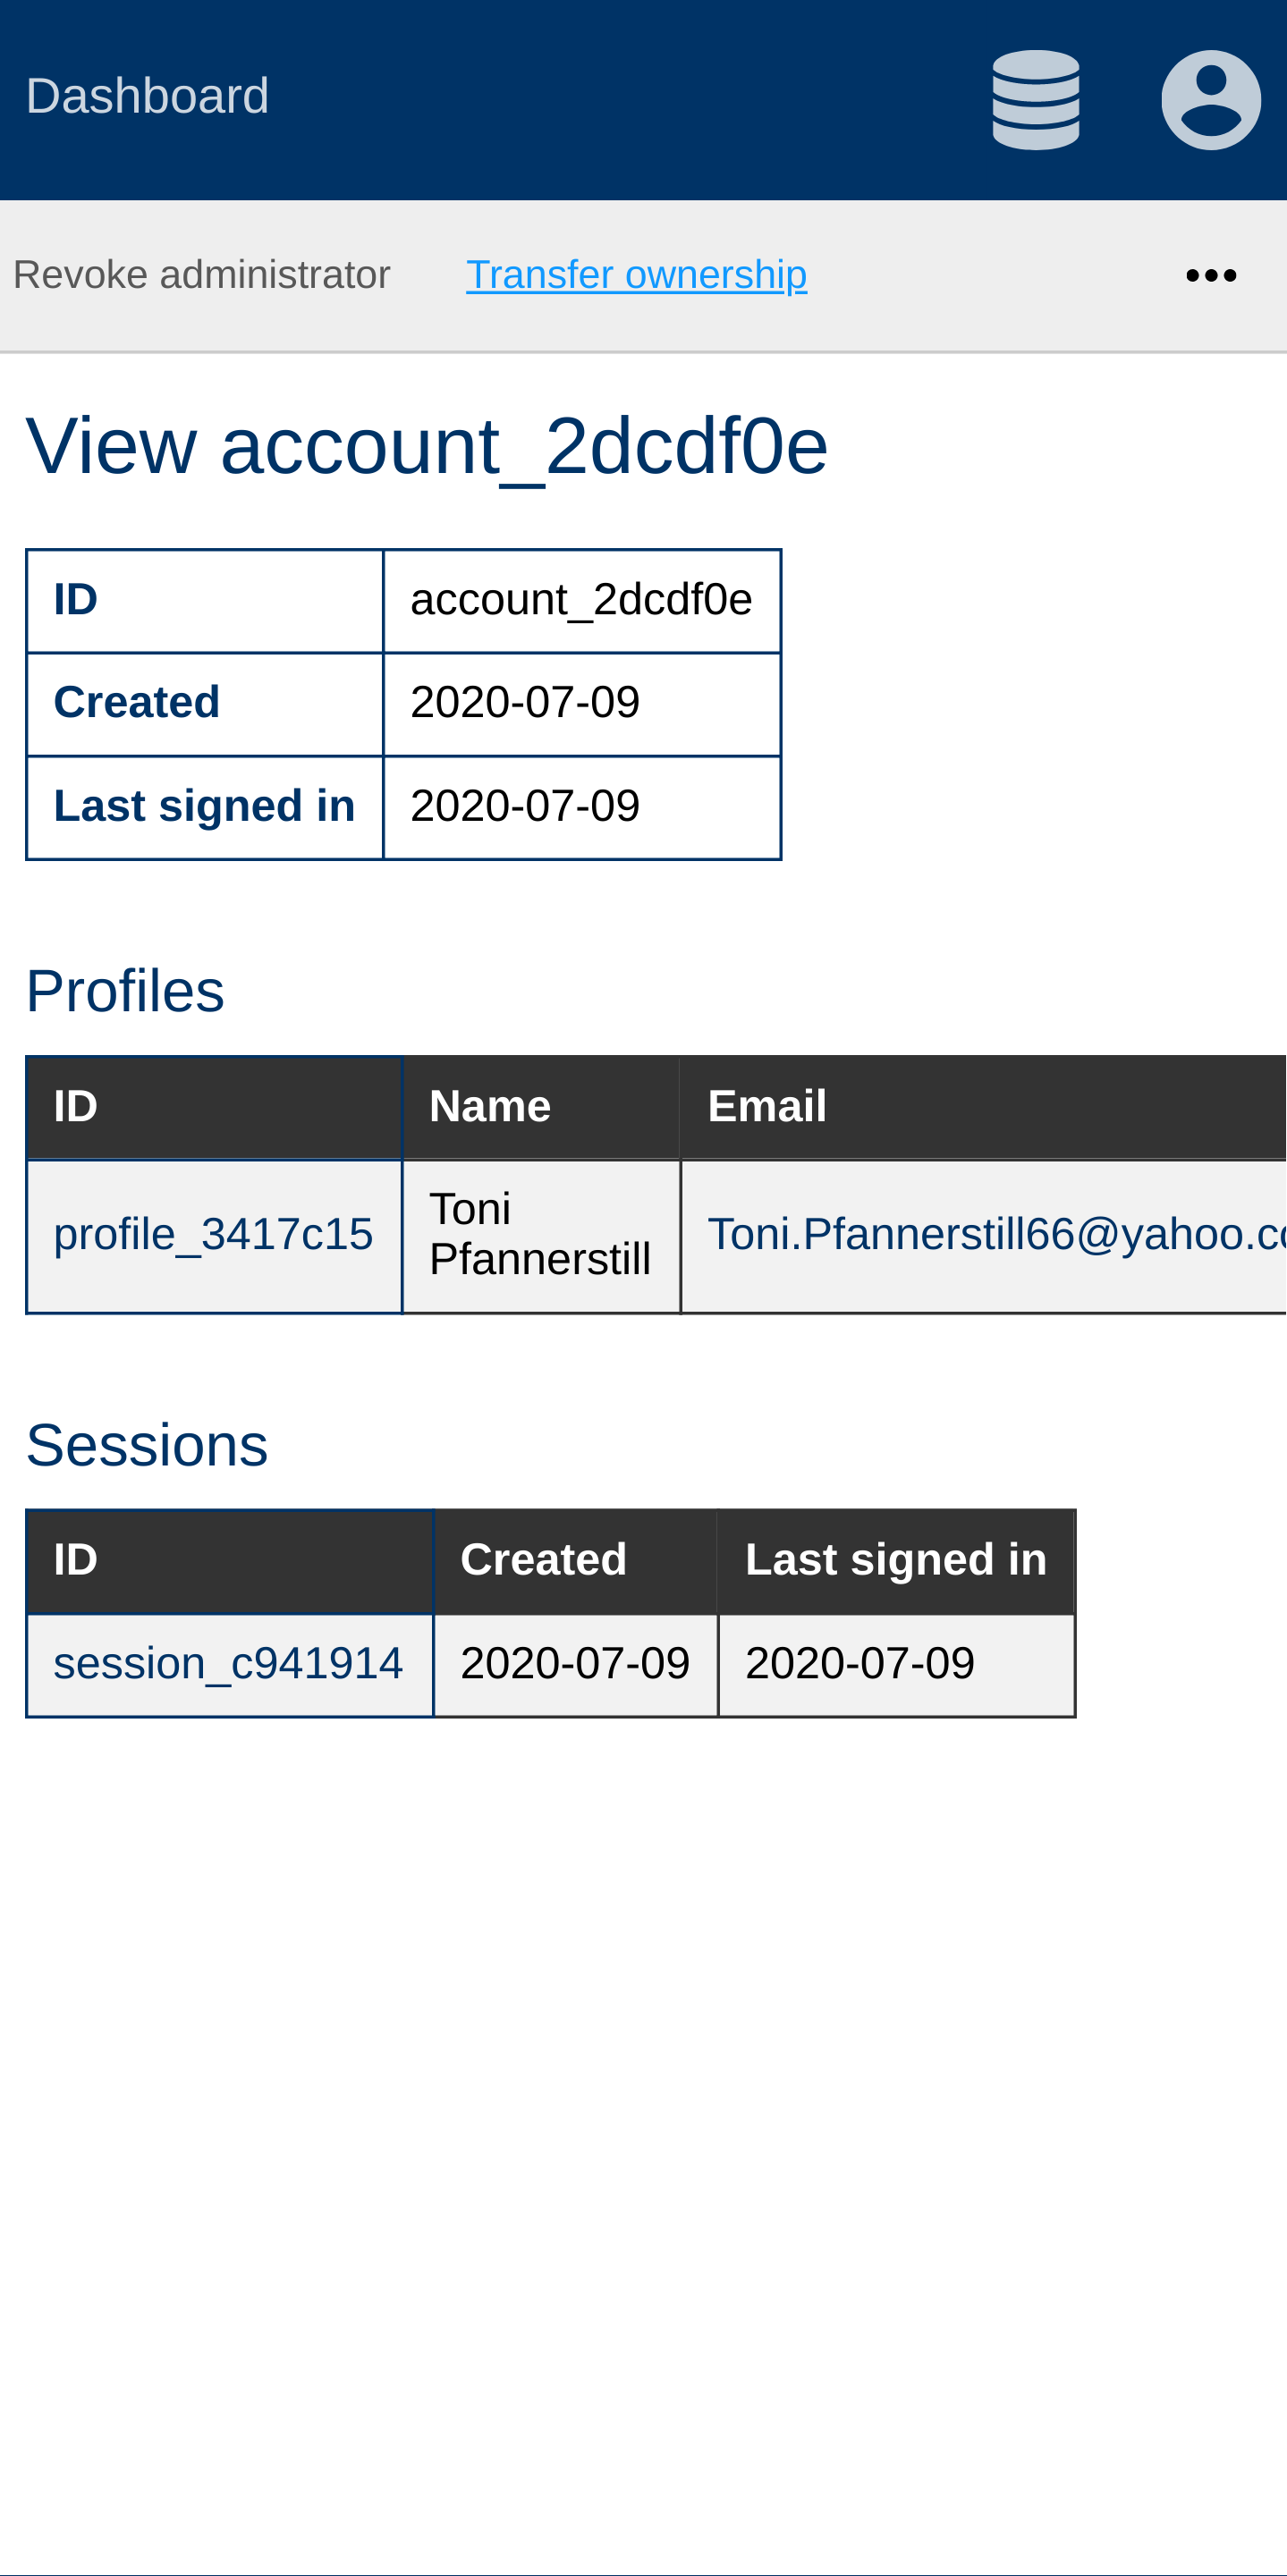 Dashboard
Revoke administrator Transfer ownership •••
View account_2dcdf0e
ID account_2dcdf0e
Created 2020-07-09
Last signed in 2020-07-09
Profiles
ID Name Email
profile_3417c15 Toni Pfannerstill Toni.Pfannerstill66@yahoo.c
Sessions
ID Created Last signed in
session_c941914 2020-07-09 2020-07-09